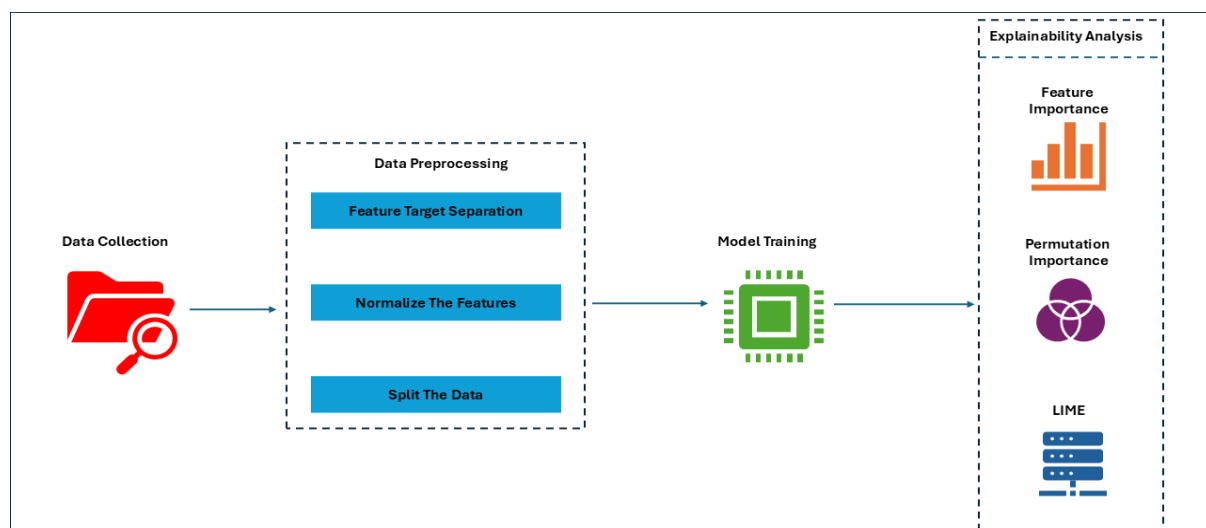 Data Collection
Data Preprocessing
Feature Target Separation
Normalize The Features
Split The Data
Model Training
Explainability Analysis
Feature
Importance
Permutation
Importance
LIME